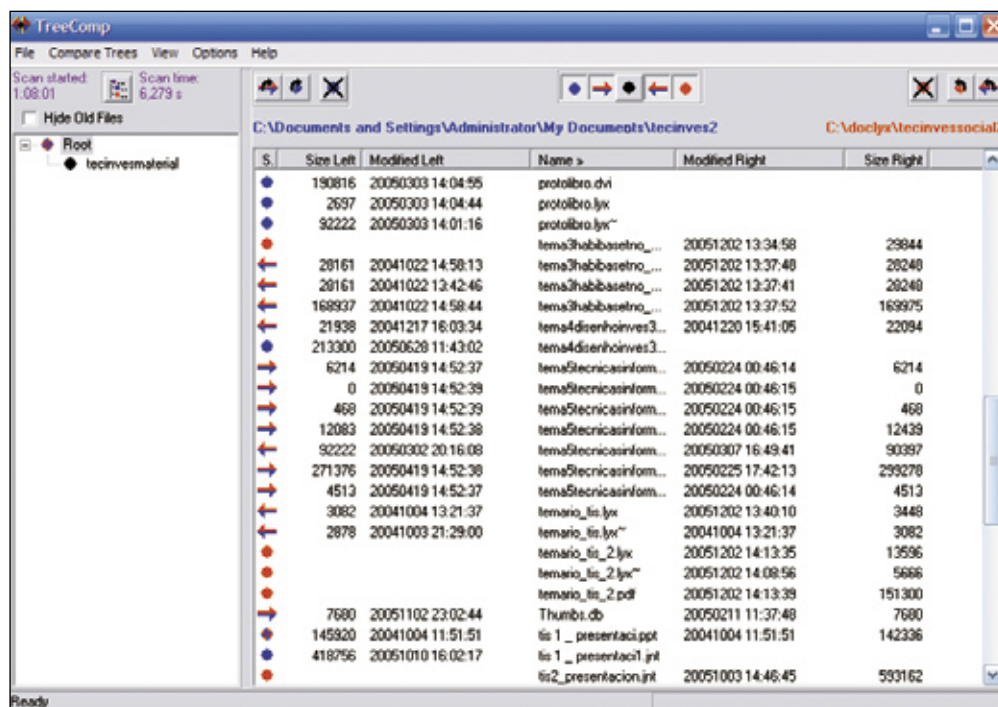 TreeComp
File Compare Trees View Options Help
Scan started: 1:08:01
Scan time: 6,279 s
Hide Old Files
Root
tecinvesmaterial
C:\Documents and Settings\Administrator\My Documents\tecinves2 C:\doclyx\tecinvessocial2
S. Size Left Modified Left Name > Modified Right Size Right
190816 20050303 14:04:55 protolibro.dvi
2697 20050303 14:04:44 protolibro.lyx
92222 20050303 14:01:16 protolibro.lyx~
tema3habibasetno_... 20051202 13:34:58 29844
28161 20041022 14:58:13 tema3habibasetno_... 20051202 13:37:48 28248
28161 20041022 13:42:46 tema3habibasetno_... 20051202 13:37:41 28248
168937 20041022 14:58:44 tema3habibasetno_... 20051202 13:37:52 169975
21938 20041217 16:03:34 tema4disenhoinves3... 20041220 15:41:05 22094
213300 20050628 11:43:02 tema4disenhoinves3...
6214 20050419 14:52:37 tema5tecnicasinform... 20050224 00:46:14 6214
0 20050419 14:52:39 tema5tecnicasinform... 20050224 00:46:15 0
468 20050419 14:52:39 tema5tecnicasinform... 20050224 00:46:15 468
12083 20050419 14:52:38 tema5tecnicasinform... 20050224 00:46:15 12439
92222 20050302 20:16:08 tema5tecnicasinform... 20050307 16:49:41 90397
271376 20050419 14:52:38 tema5tecnicasinform... 20050225 17:42:13 299278
4513 20050419 14:52:37 tema5tecnicasinform... 20050224 00:46:14 4513
3082 20041004 13:21:37 temario_tis.lyx 20051202 13:40:10 3448
2878 20041003 21:29:00 temario_tis.lyx~ 20041004 13:21:37 3082
temario_tis_2.lyx 20051202 14:13:35 13596
temario_tis_2.lyx~ 20051202 14:08:56 5666
temario_tis_2.pdf 20051202 14:13:39 151300
7680 20051102 23:02:44 Thumbs.db 20050211 11:37:48 7680
145920 20041004 11:51:51 tis 1 _ presentaci.ppt 20041004 11:51:51 142336
418756 20051010 16:02:17 tis 1 _ presentaci1.jnt
tis2_presentacion.jnt 20051003 14:46:45 593162
Ready